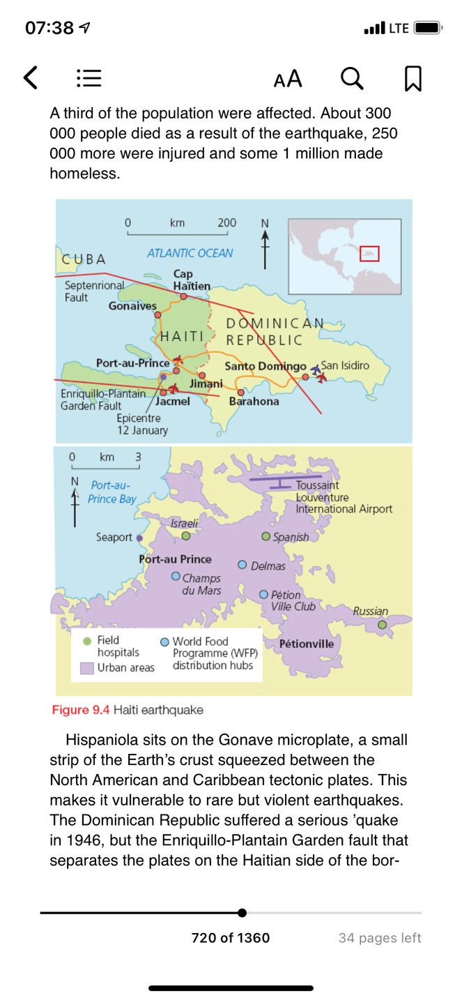 07:38
LTE
AA
A third of the population were affected. About 300
000 people died as a result of the earthquake, 250
000 more were injured and some 1 million made
homeless.
0 km 200
N
CUBA
ATLANTIC OCEAN
Septenrional
Fault
Cap
Haïtien
Gonaives
HAITI
DOMINICAN
REPUBLIC
Port-au-Prince
Santo Domingo
San Isidiro
Jimani
Enriquillo-Plantain
Garden Fault
Jacmel
Barahona
Epicentre
12 January
0 km 3
N
Port-au-
Prince Bay
Toussaint
Louventure
International Airport
Israeli
Seaport
Spanish
Port-au Prince
Delmas
Champs
du Mars
Pétion
Ville Club
Russian
Pétionville
Field
hospitals
Urban areas
World Food
Programme (WFP)
distribution hubs
Figure 9.4 Haiti earthquake
Hispaniola sits on the Gonave microplate, a small
strip of the Earth’s crust squeezed between the
North American and Caribbean tectonic plates. This
makes it vulnerable to rare but violent earthquakes.
The Dominican Republic suffered a serious ’quake
in 1946, but the Enriquillo-Plantain Garden fault that
separates the plates on the Haitian side of the bor-
720 of 1360
34 pages left